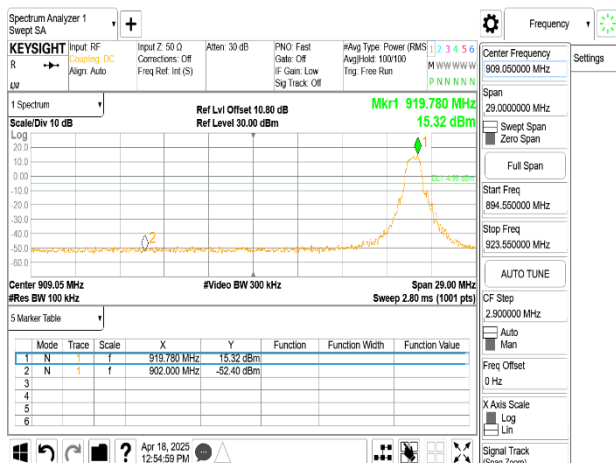 Spectrum Analyzer 1
Swept SA
Frequency
KEYSIGHT
Input: RF
Coupling: DC
Align: Auto
Input Z: 50 Ω
Corrections: Off
Freq Ref: Int (S)
Atten: 30 dB
PNO: Fast
Gate: Off
IF Gain: Low
Sig Track: Off
#Avg Type: Power (RMS
Avg|Hold: 100/100
Trig: Free Run
1 2 3 4 5 6
M W W W W W
P N N N N N
R
Center Frequency
909.050000 MHz
Settings
Span
29.0000000 MHz
Swept Span
Zero Span
Full Span
Start Freq
894.550000 MHz
Stop Freq
923.550000 MHz
AUTO TUNE
CF Step
2.900000 MHz
Auto
Man
Freq Offset
0 Hz
X Axis Scale
Log
Lin
Signal Track
(Span Zoom)
1 Spectrum
Scale/Div 10 dB
Ref Lvl Offset 10.80 dB
Ref Level 30.00 dBm
Mkr1 919.780 MHz
15.32 dBm
Log
20.0
10.0
0.00
-10.0
-20.0
-30.0
-40.0
-50.0
-60.0
1
2
Center 909.05 MHz
#Res BW 100 kHz
#Video BW 300 kHz
Span 29.00 MHz
Sweep 2.80 ms (1001 pts)
5 Marker Table
Mode Trace Scale X Y Function Function Width Function Value
1 N 1 f 919.780 MHz 15.32 dBm
2 N 1 f 902.000 MHz -52.40 dBm
3
4
5
6
?
Apr 18, 2025
12:54:59 PM